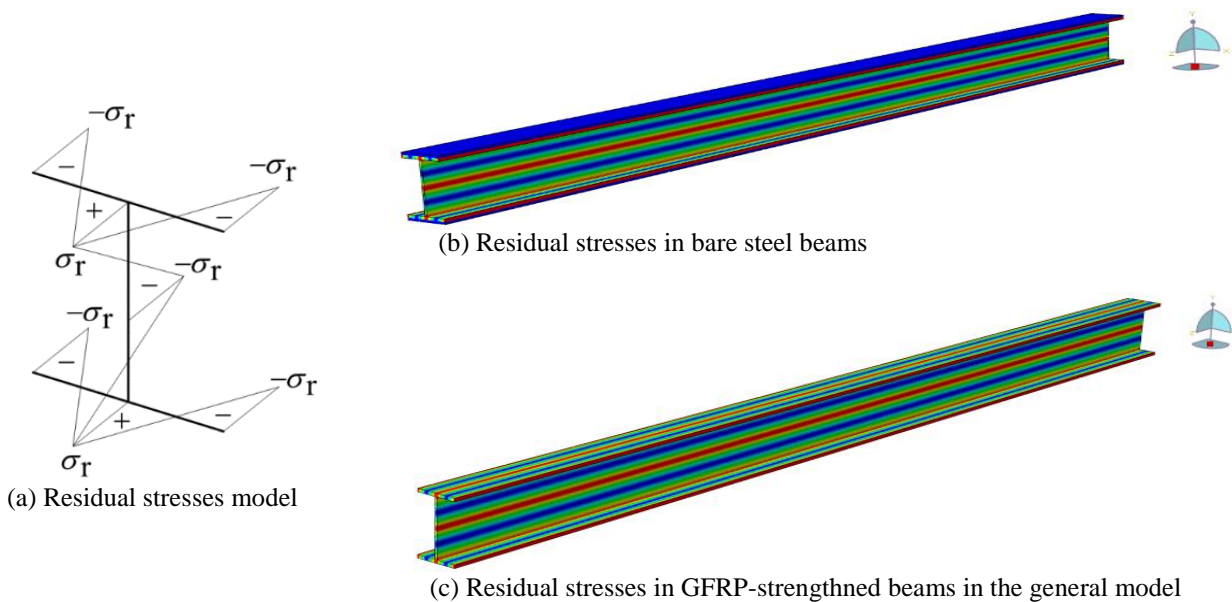 −σr
−
−σr
+
−
σr
−
−σr
−σr
−
−σr
+
−
σr
(a) Residual stresses model
Y
Z
X
(b) Residual stresses in bare steel beams
Y
Z
(c) Residual stresses in GFRP-strengthned beams in the general model